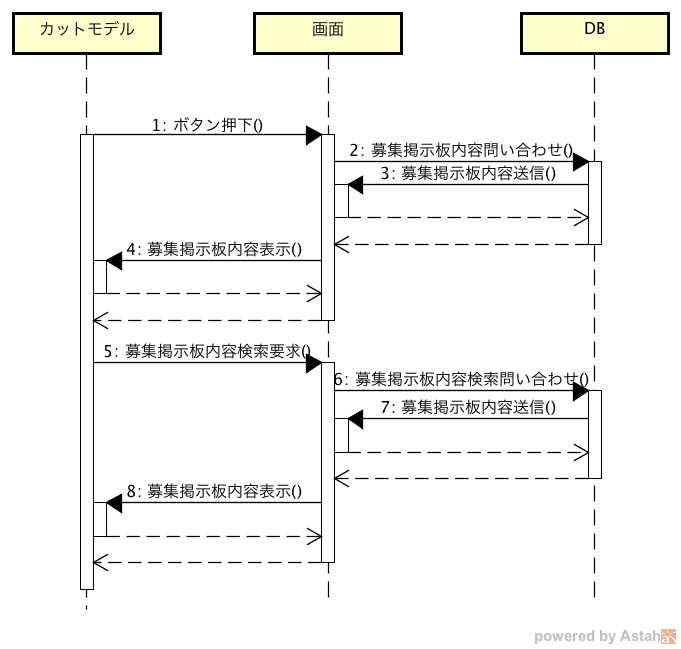 カットモデル
画面
DB
1: ボタン押下()
2: 募集掲示板内容問い合わせ()
3: 募集掲示板内容送信()
4: 募集掲示板内容表示()
5: 募集掲示板内容検索要求()
6: 募集掲示板内容検索問い合わせ()
7: 募集掲示板内容送信()
8: 募集掲示板内容表示()
powered by Astah